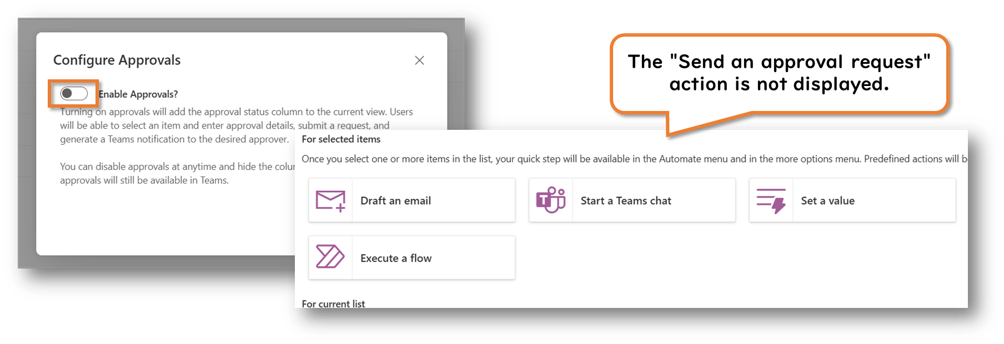 Configure Approvals
Enable Approvals?
Turning on approvals will add the approval status column to the current view. Users
will be able to select an item and enter approval details, submit a request, and
generate a Teams notification to the desired approver.
You can disable approvals at anytime and hide the
approvals will still be available in Teams.
The "Send an approval request"
action is not displayed.
For selected items
Once you select one or more items in the list, your quick step will be available in the Automate menu and in the more options menu. Predefined actions will
Draft an email
Start a Teams chat
Set a value
Execute a flow
For current list